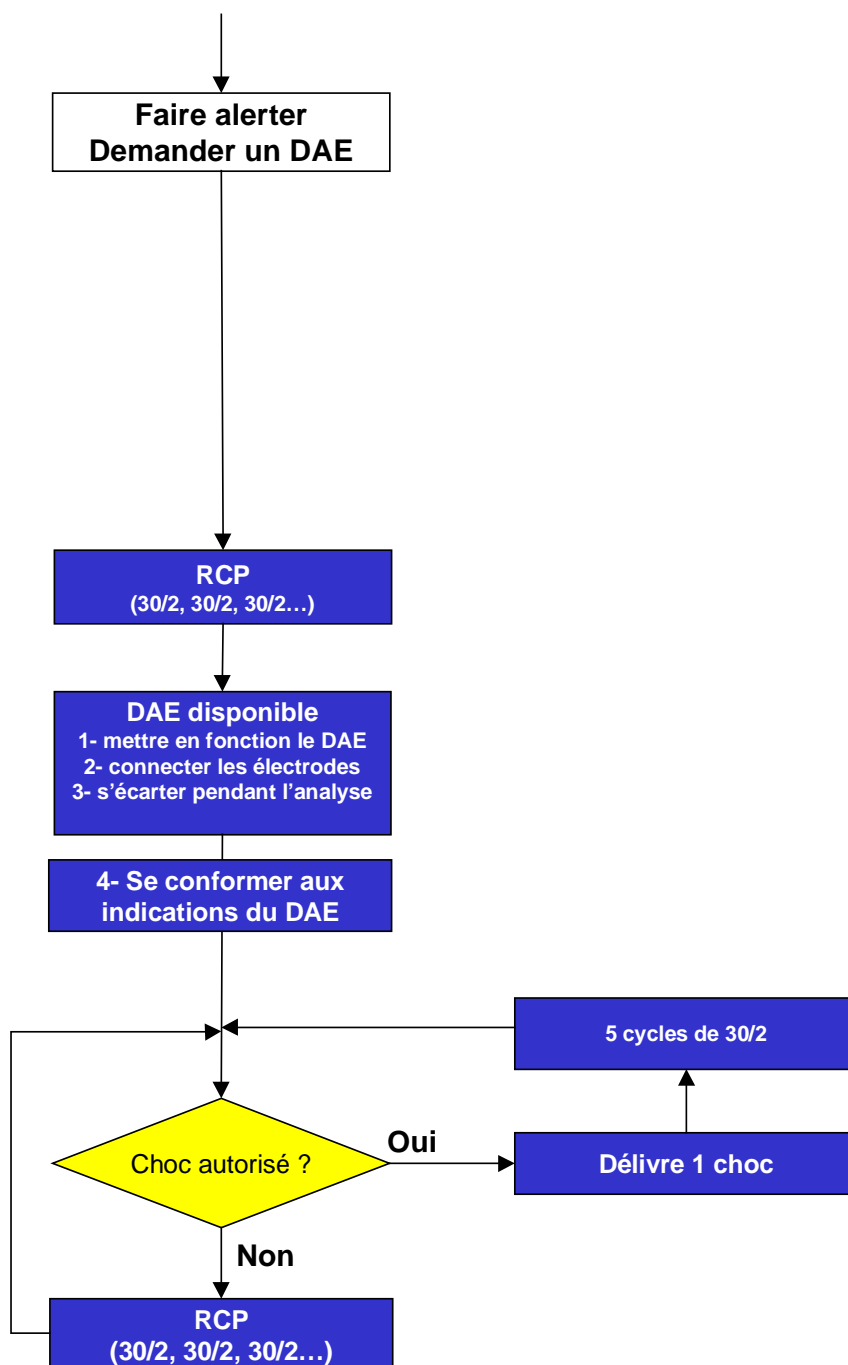 Faire alerter
Demander un DAE
RCP
(30/2, 30/2, 30/2…)
DAE disponible
1- mettre en fonction le DAE
2- connecter les électrodes
3- s’écarter pendant l’analyse
4- Se conformer aux
indications du DAE
5 cycles de 30/2
Choc autorisé ?
Oui
Délivre 1 choc
Non
RCP
(30/2, 30/2, 30/2…)